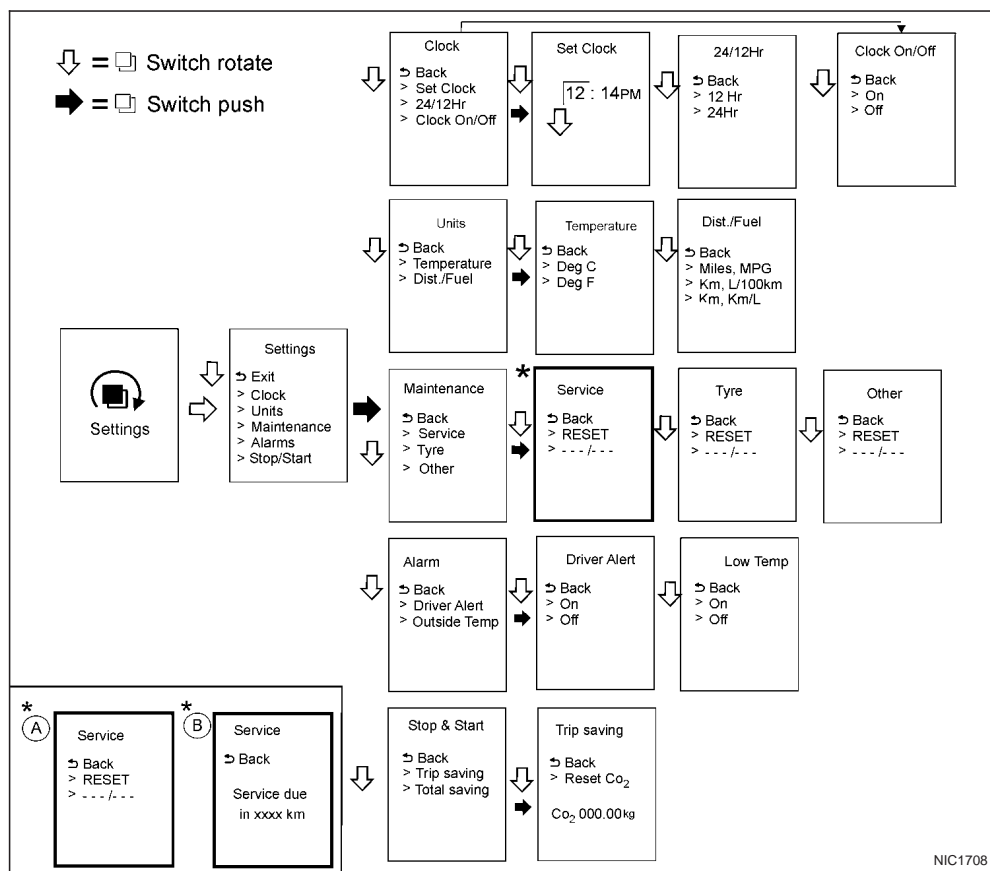 = Switch rotate
= Switch push
Clock
Back
> Set Clock
> 24/12Hr
> Clock On/Off
Set Clock
12 : 14PM
24/12Hr
Back
> 12 Hr
> 24Hr
Clock On/Off
Back
> On
> Off
Units
Back
> Temperature
> Dist./Fuel
Temperature
Back
> Deg C
> Deg F
Dist./Fuel
Back
> Miles, MPG
> Km, L/100km
> Km, Km/L
Settings
Settings
Exit
> Clock
> Units
> Maintenance
> Alarms
> Stop/Start
Maintenance
Back
> Service
> Tyre
> Other
*
Service
Back
> RESET
> - - - /- - -
Tyre
Back
> RESET
> - - - /- - -
Other
Back
> RESET
> - - - /- - -
Alarm
Back
> Driver Alert
> Outside Temp
Driver Alert
Back
> On
> Off
Low Temp
Back
> On
> Off
*
A
Service
Back
> RESET
> - - - /- - -
*
B
Service
Back
Service due
in xxxx km
Stop & Start
Back
> Trip saving
> Total saving
Trip saving
Back
> Reset Co2
Co2 000.00kg
NIC1708